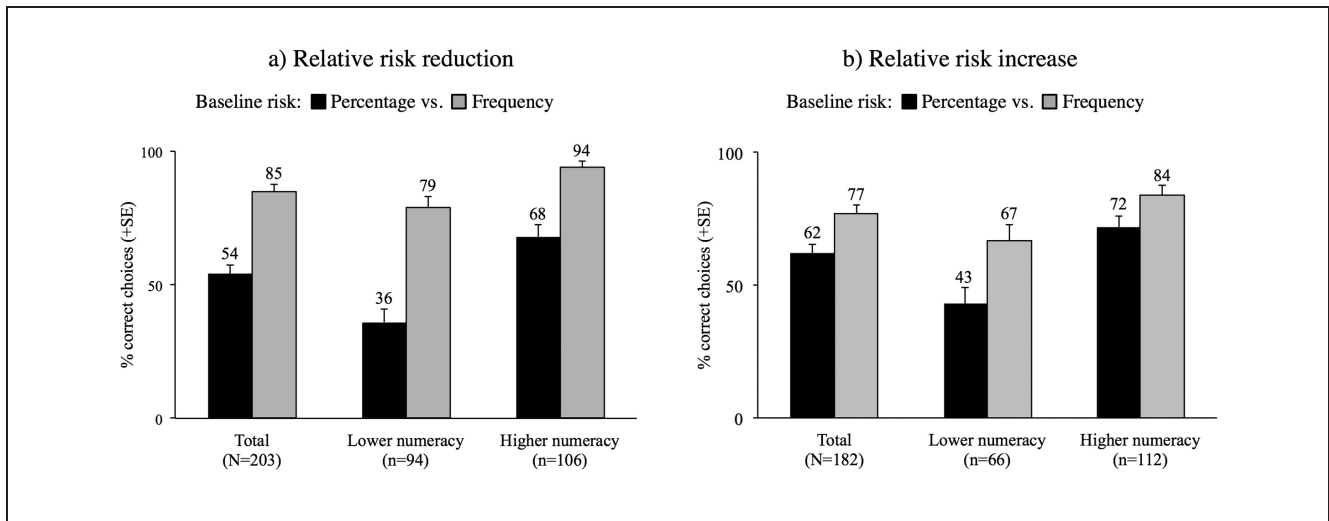 a) Relative risk reduction
Baseline risk: Percentage vs. Frequency
% correct choices (+SE)
100
50
0
54
85
36
79
68
94
Total
(N=203)
Lower numeracy
(n=94)
Higher numeracy
(n=106)
b) Relative risk increase
Baseline risk: Percentage vs. Frequency
% correct choices (+SE)
100
50
0
62
77
43
67
72
84
Total
(N=182)
Lower numeracy
(n=66)
Higher numeracy
(n=112)